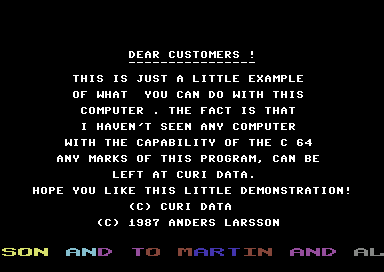 DEAR CUSTOMERS !
THIS IS JUST A LITTLE EXAMPLE
OF WHAT  YOU CAN DO WITH THIS
COMPUTER . THE FACT IS THAT
I HAVEN'T SEEN ANY COMPUTER
WITH THE CAPABILITY OF THE C 64
ANY MARKS OF THIS PROGRAM, CAN BE
LEFT AT CURI DATA.
HOPE YOU LIKE THIS LITTLE DEMONSTRATION!
(C) CURI DATA
(C) 1987 ANDERS LARSSON
SON AND TO MARTIN AND AL